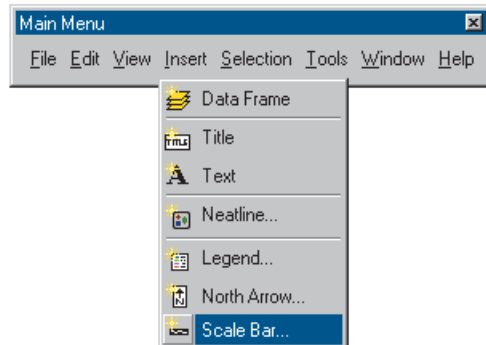 Main Menu
File Edit View Insert Selection Tools Window Help
Data Frame
Title
Text
Neatline...
Legend...
North Arrow...
Scale Bar...